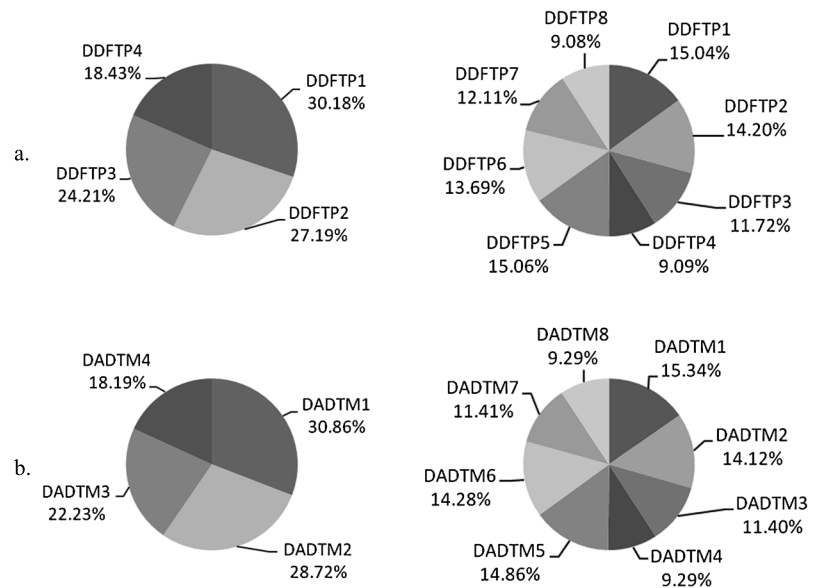 a.
DDFTP4
18.43%
DDFTP1
30.18%
DDFTP3
24.21%
DDFTP2
27.19%
DDFTP8
9.08%
DDFTP1
15.04%
DDFTP7
12.11%
DDFTP2
14.20%
DDFTP6
13.69%
DDFTP3
11.72%
DDFTP5
15.06%
DDFTP4
9.09%
b.
DADTM4
18.19%
DADTM1
30.86%
DADTM3
22.23%
DADTM2
28.72%
DADTM8
9.29%
DADTM1
15.34%
DADTM7
11.41%
DADTM2
14.12%
DADTM6
14.28%
DADTM3
11.40%
DADTM5
14.86%
DADTM4
9.29%